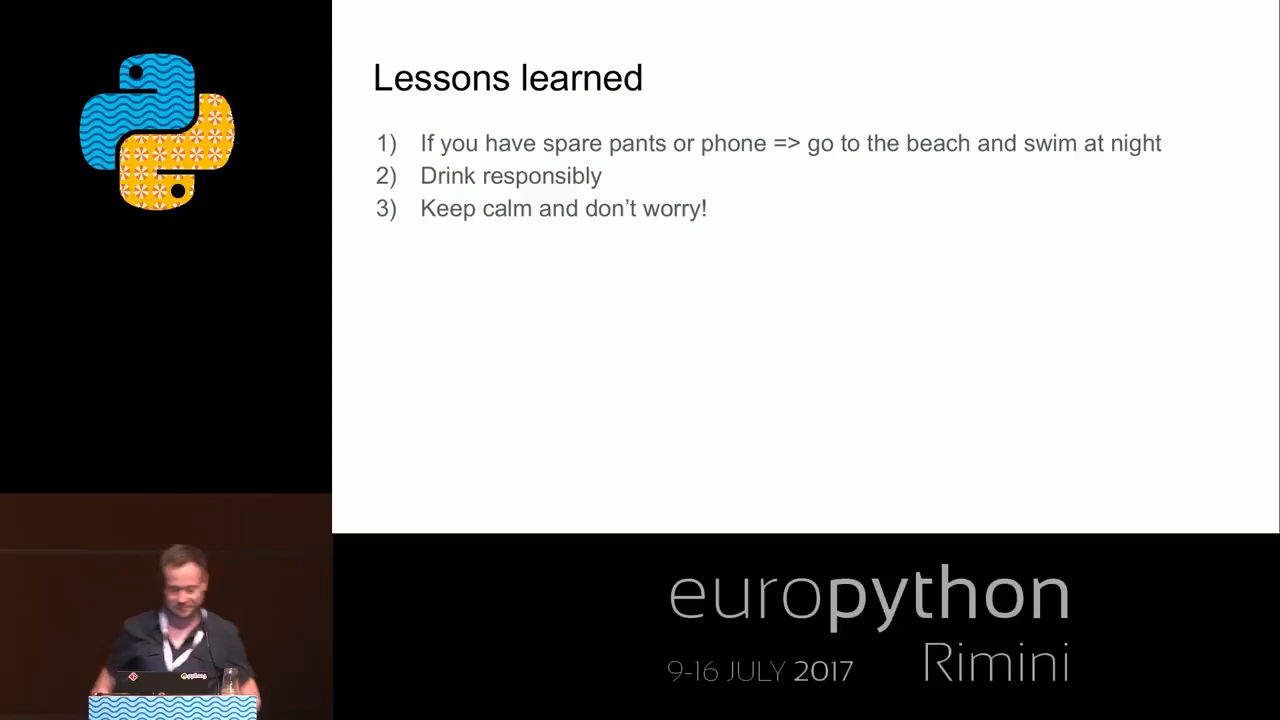 Lessons learned
1) If you have spare pants or phone => go to the beach and swim at night
2) Drink responsibly
3) Keep calm and don't worry!
europython
Rimini
9-16 JULY 2017
python